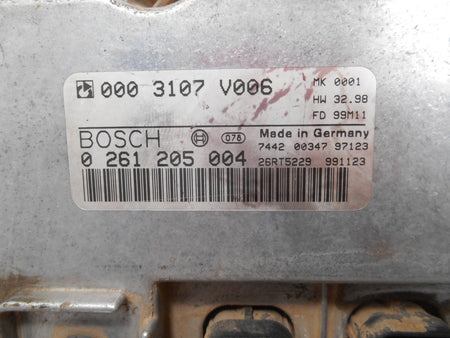 000 3107 V006
MK 0001
HW 32.98
FD 99M11
BOSCH 078 Made in Germany
7442 00347 97123
0 261 205 004 26RT5229 991123